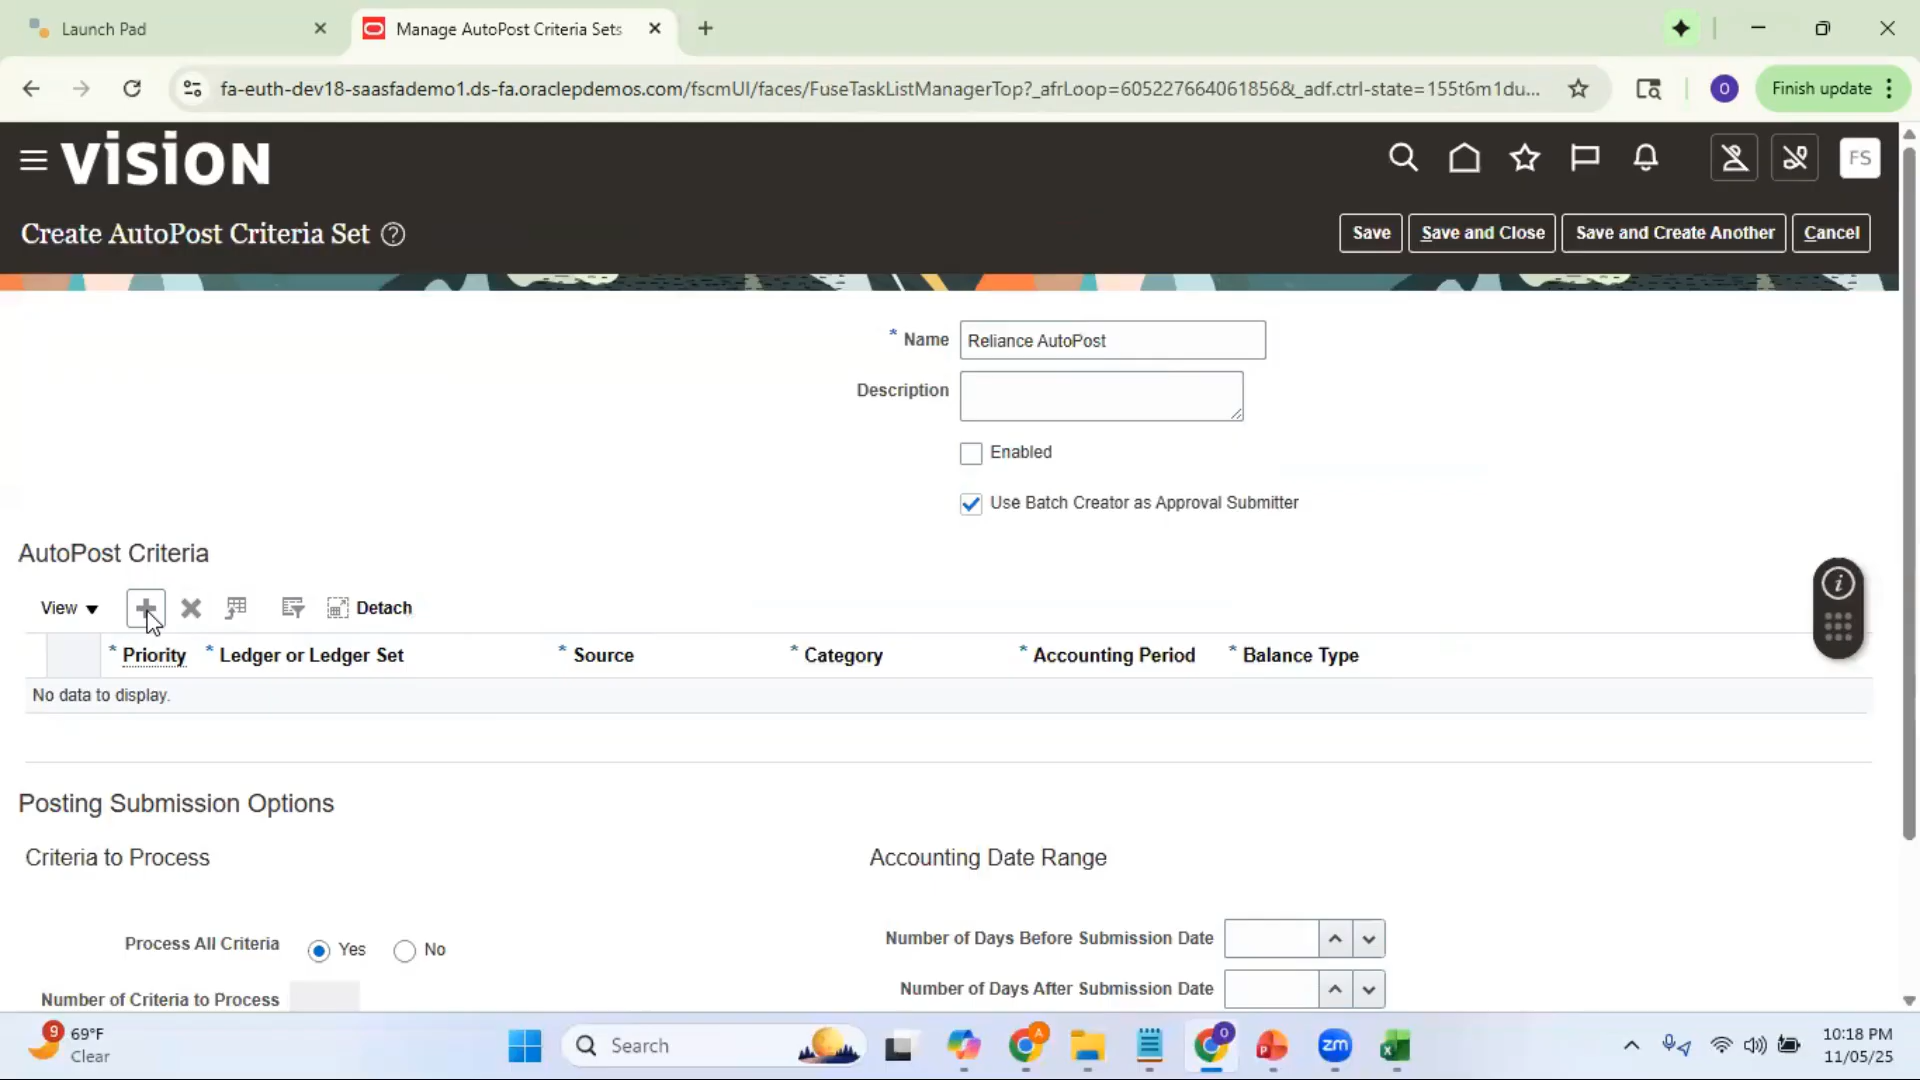 Launch Pad
Manage AutoPost Criteria Sets
fa-euth-dev18-saasfademo1.ds-fa.oraclepdemos.com/fscmUI/faces/FuseTaskListManagerTop?_afrLoop=605227664061856&_adf.ctrl-state=155t6m1du...
O
Finish update
VISION
FS
Create AutoPost Criteria Set
Save
Save and Close
Save and Create Another
Cancel
* Name Reliance AutoPost
Description
Enabled
Use Batch Creator as Approval Submitter
AutoPost Criteria
View
Detach
* Priority * Ledger or Ledger Set * Source * Category * Accounting Period * Balance Type
No data to display.
Posting Submission Options
Criteria to Process
Accounting Date Range
Process All Criteria Yes No
Number of Days Before Submission Date
Number of Days After Submission Date
Number of Criteria to Process
9
69°F
Clear
Search
A
O
zm
10:18 PM
11/05/25